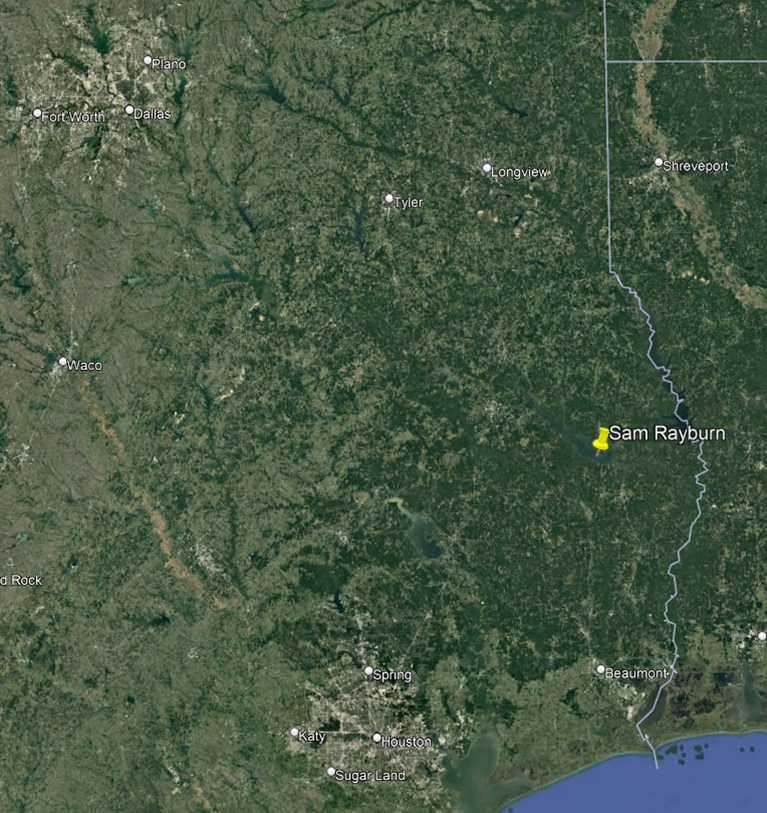 Plano
Fort Worth
Dallas
Longview
Shreveport
Tyler
Waco
Sam Rayburn
d Rock
Spring
Beaumont
Katy
Houston
Sugar Land